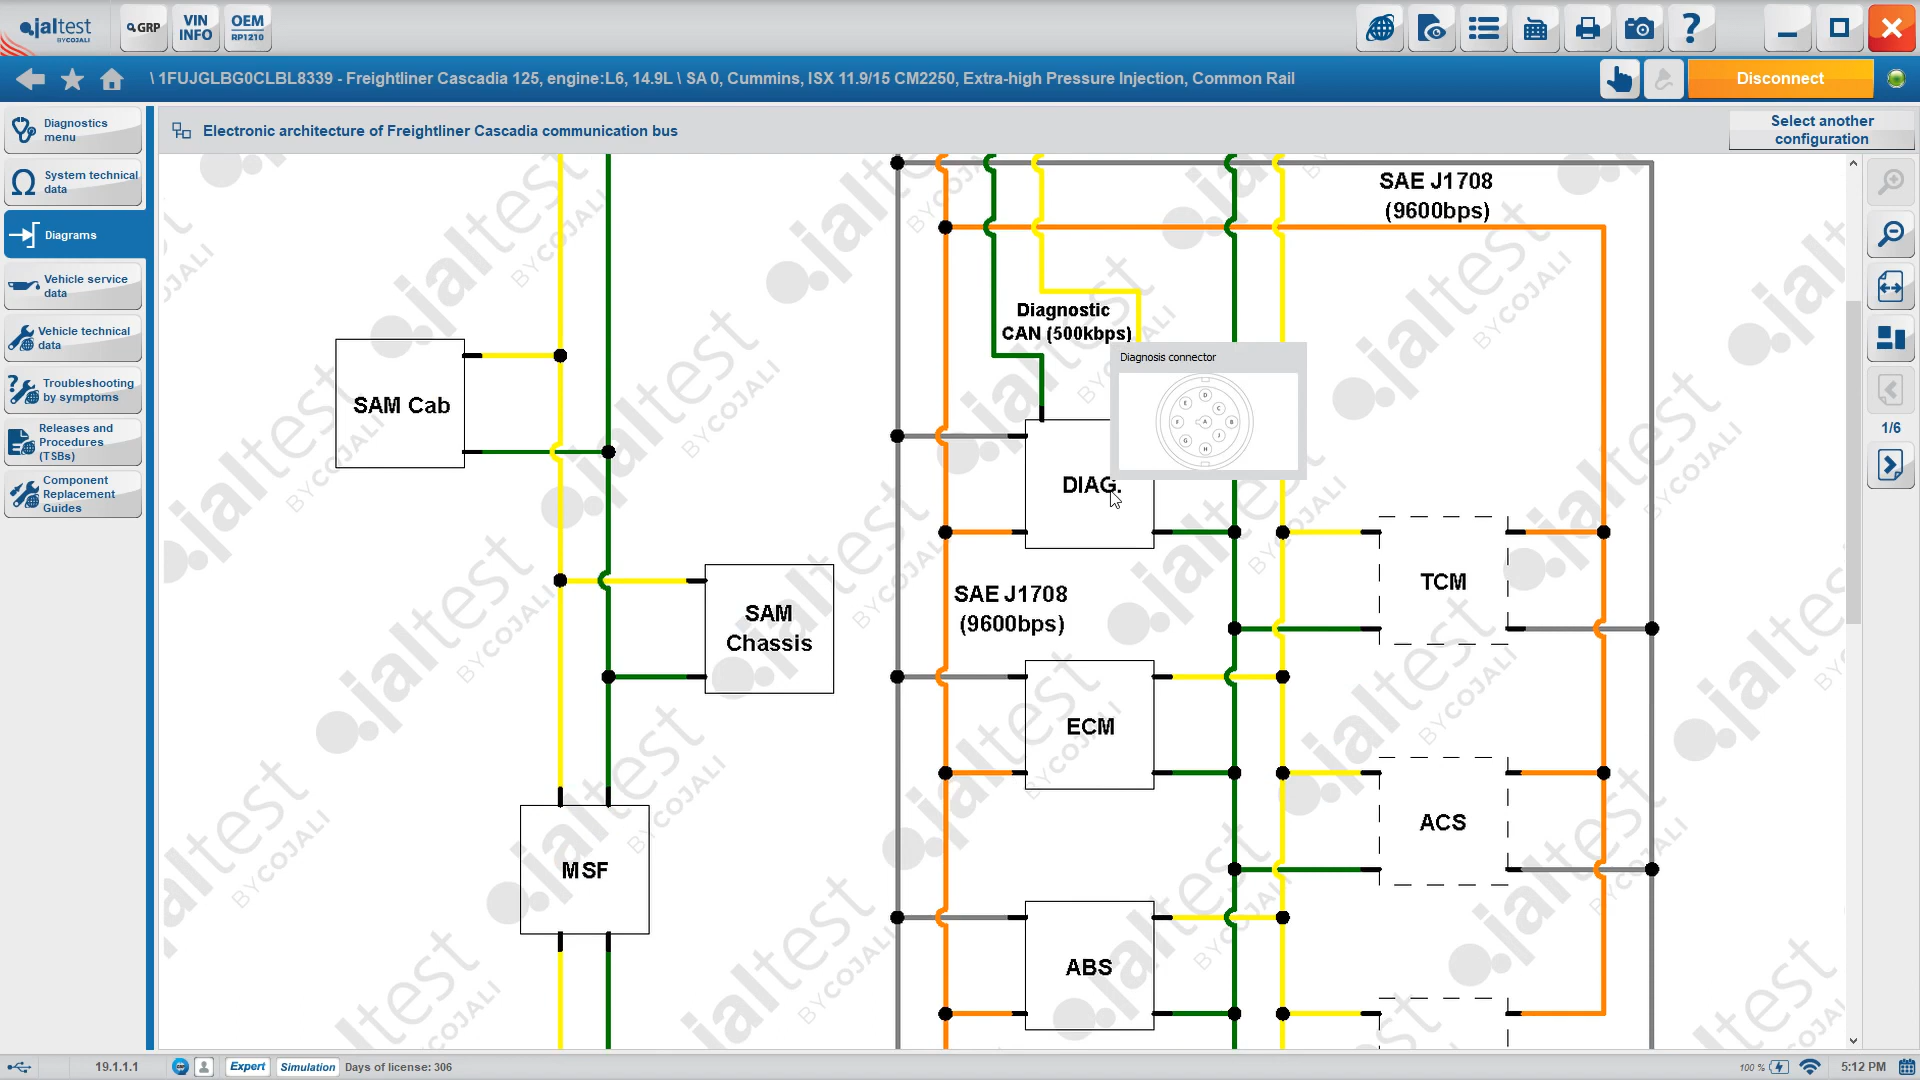 jaltest
BY COJALI
GRP
VIN
INFO
OEM
RP1210
?
\ 1FUJGLBG0CLBL8339 - Freightliner Cascadia 125, engine:L6, 14.9L \ SA 0, Cummins, ISX 11.9/15 CM2250, Extra-high Pressure Injection, Common Rail
Disconnect
Diagnostics
menu
System technical
data
Diagrams
Vehicle service
data
Vehicle technical
data
Troubleshooting
by symptoms
Releases and
Procedures
(TSBs)
Component
Replacement
Guides
Electronic architecture of Freightliner Cascadia communication bus
Select another
configuration
SAE J1708
(9600bps)
Diagnostic
CAN (500kbps)
Diagnosis connector
D
E
C
F
A
B
G
J
H
SAM Cab
DIAG.
SAM
Chassis
SAE J1708
(9600bps)
TCM
ECM
ACS
MSF
ABS
1/6
19.1.1.1
Expert
Simulation
Days of license: 306
100 %
5:12 PM